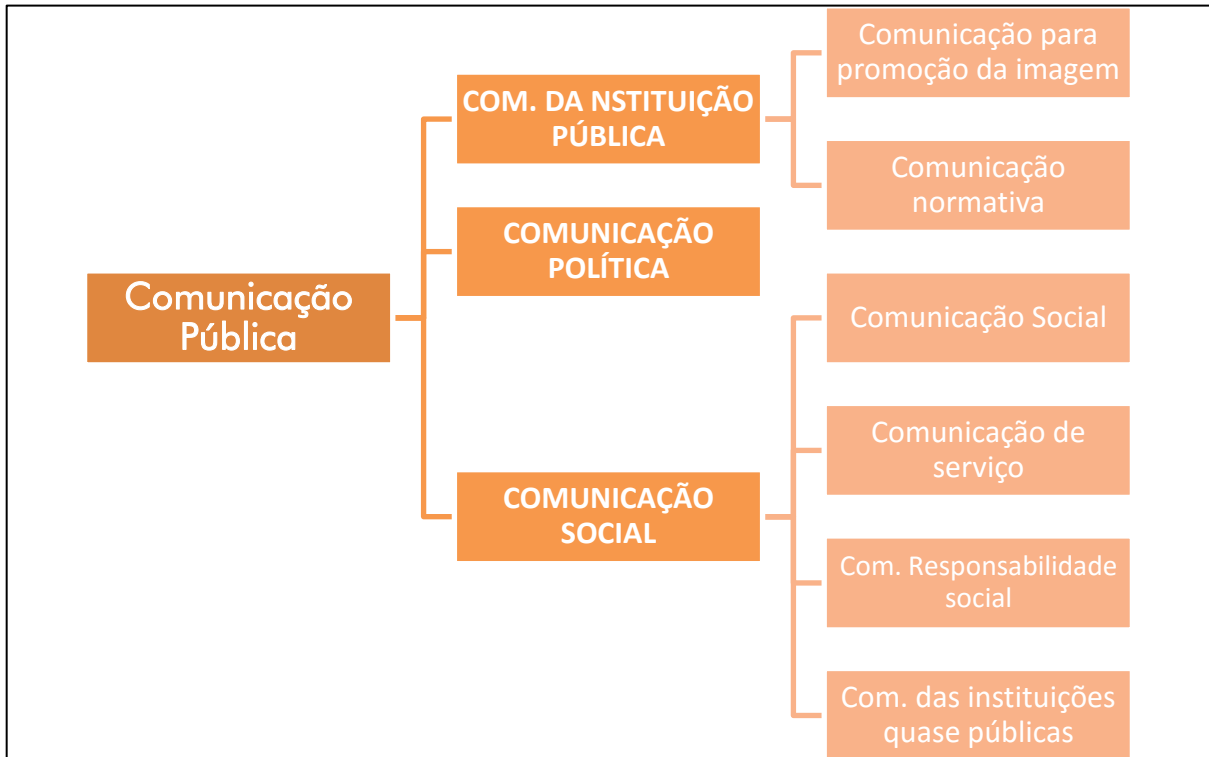 Comunicação
Pública
COM. DA NSTITUIÇÃO
PÚBLICA
Comunicação para
promoção da imagem
Comunicação
normativa
COMUNICAÇÃO
POLÍTICA
COMUNICAÇÃO
SOCIAL
Comunicação Social
Comunicação de
serviço
Com. Responsabilidade
social
Com. das instituições
quase públicas